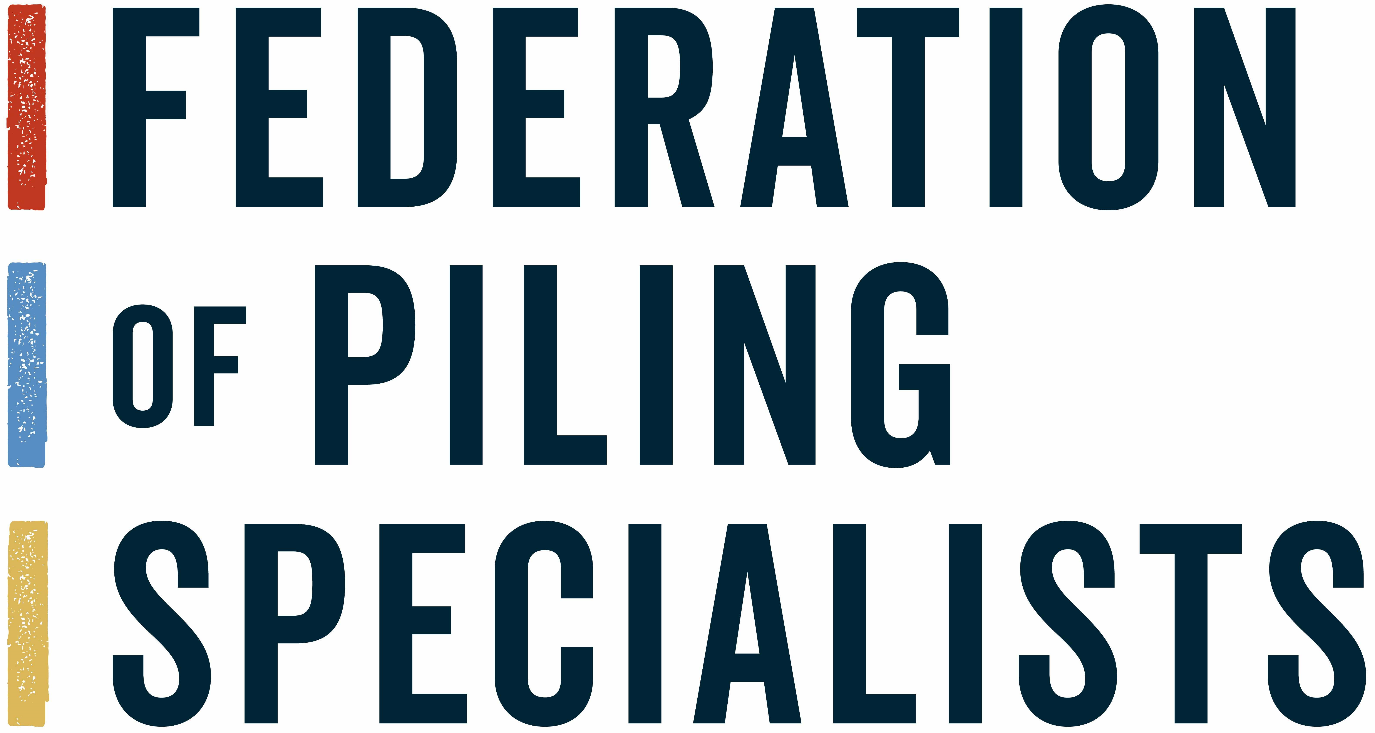 FEDERATION
OF PILING
SPECIALISTS